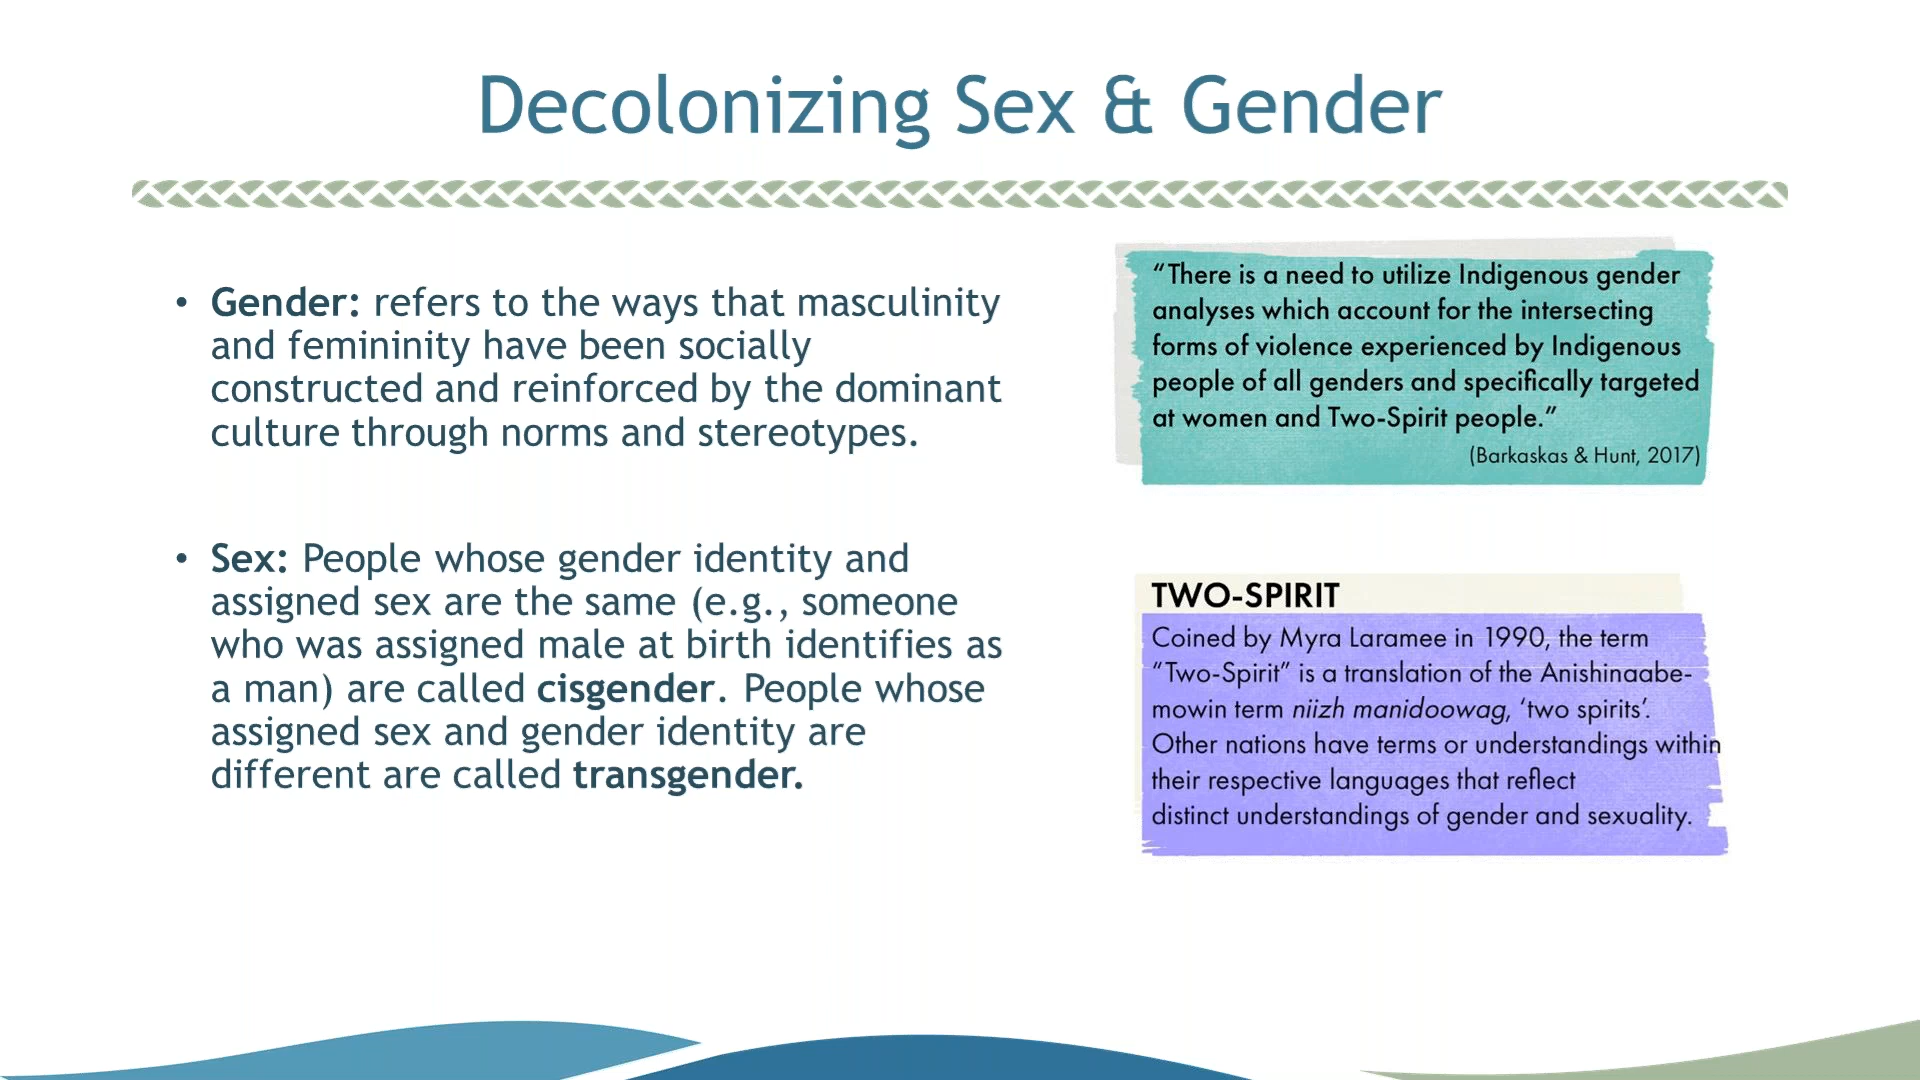 Decolonizing Sex & Gender
• Gender: refers to the ways that masculinity
and femininity have been socially
constructed and reinforced by the dominant
culture through norms and stereotypes.
• Sex: People whose gender identity and
assigned sex are the same (e.g., someone
who was assigned male at birth identifies as
a man) are called cisgender. People whose
assigned sex and gender identity are
different are called transgender.
“There is a need to utilize Indigenous gender
analyses which account for the intersecting
forms of violence experienced by Indigenous
people of all genders and specifically targeted
at women and Two-Spirit people.”
(Barkaskas & Hunt, 2017)
TWO-SPIRIT
Coined by Myra Laramee in 1990, the term
“Two-Spirit” is a translation of the Anishinaabe-
mowin term niizh manidoowag, ‘two spirits’.
Other nations have terms or understandings within
their respective languages that reflect
distinct understandings of gender and sexuality.